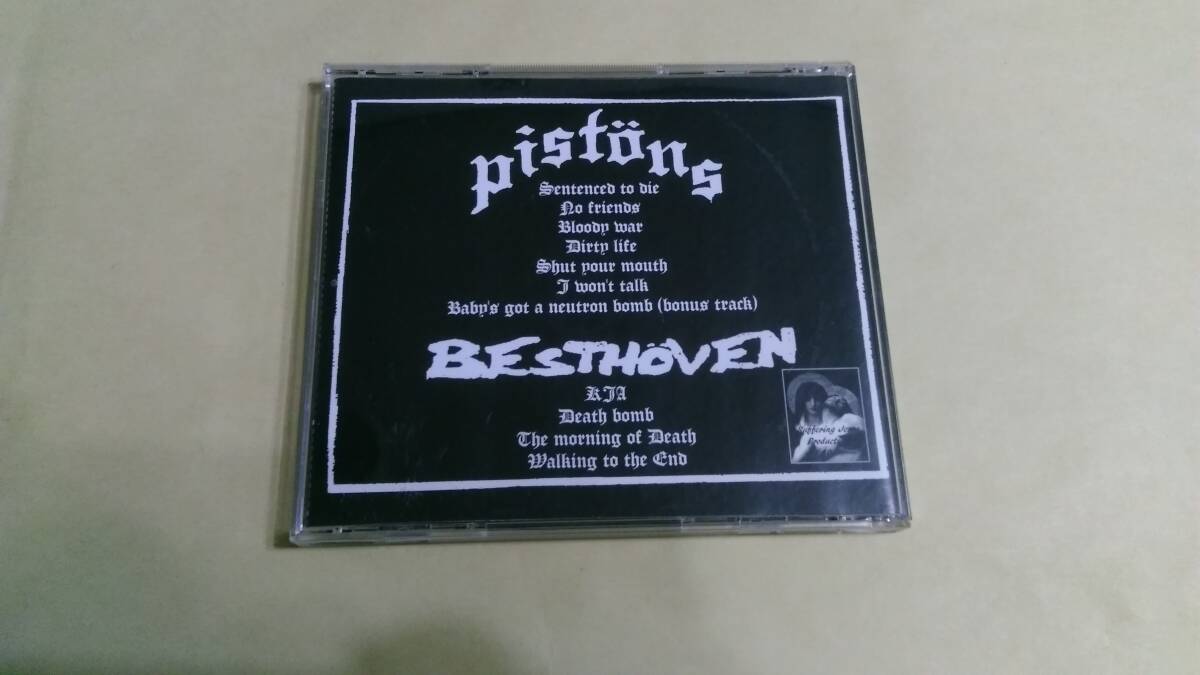 pistöns
Sentenced to die
No friends
Bloody war
Dirty life
Shut your mouth
I won't talk
Baby's got a neutron bomb (bonus track)
BESTHÖVEN
KJA
Death bomb
The morning of Death
Walking to the End
Suffering